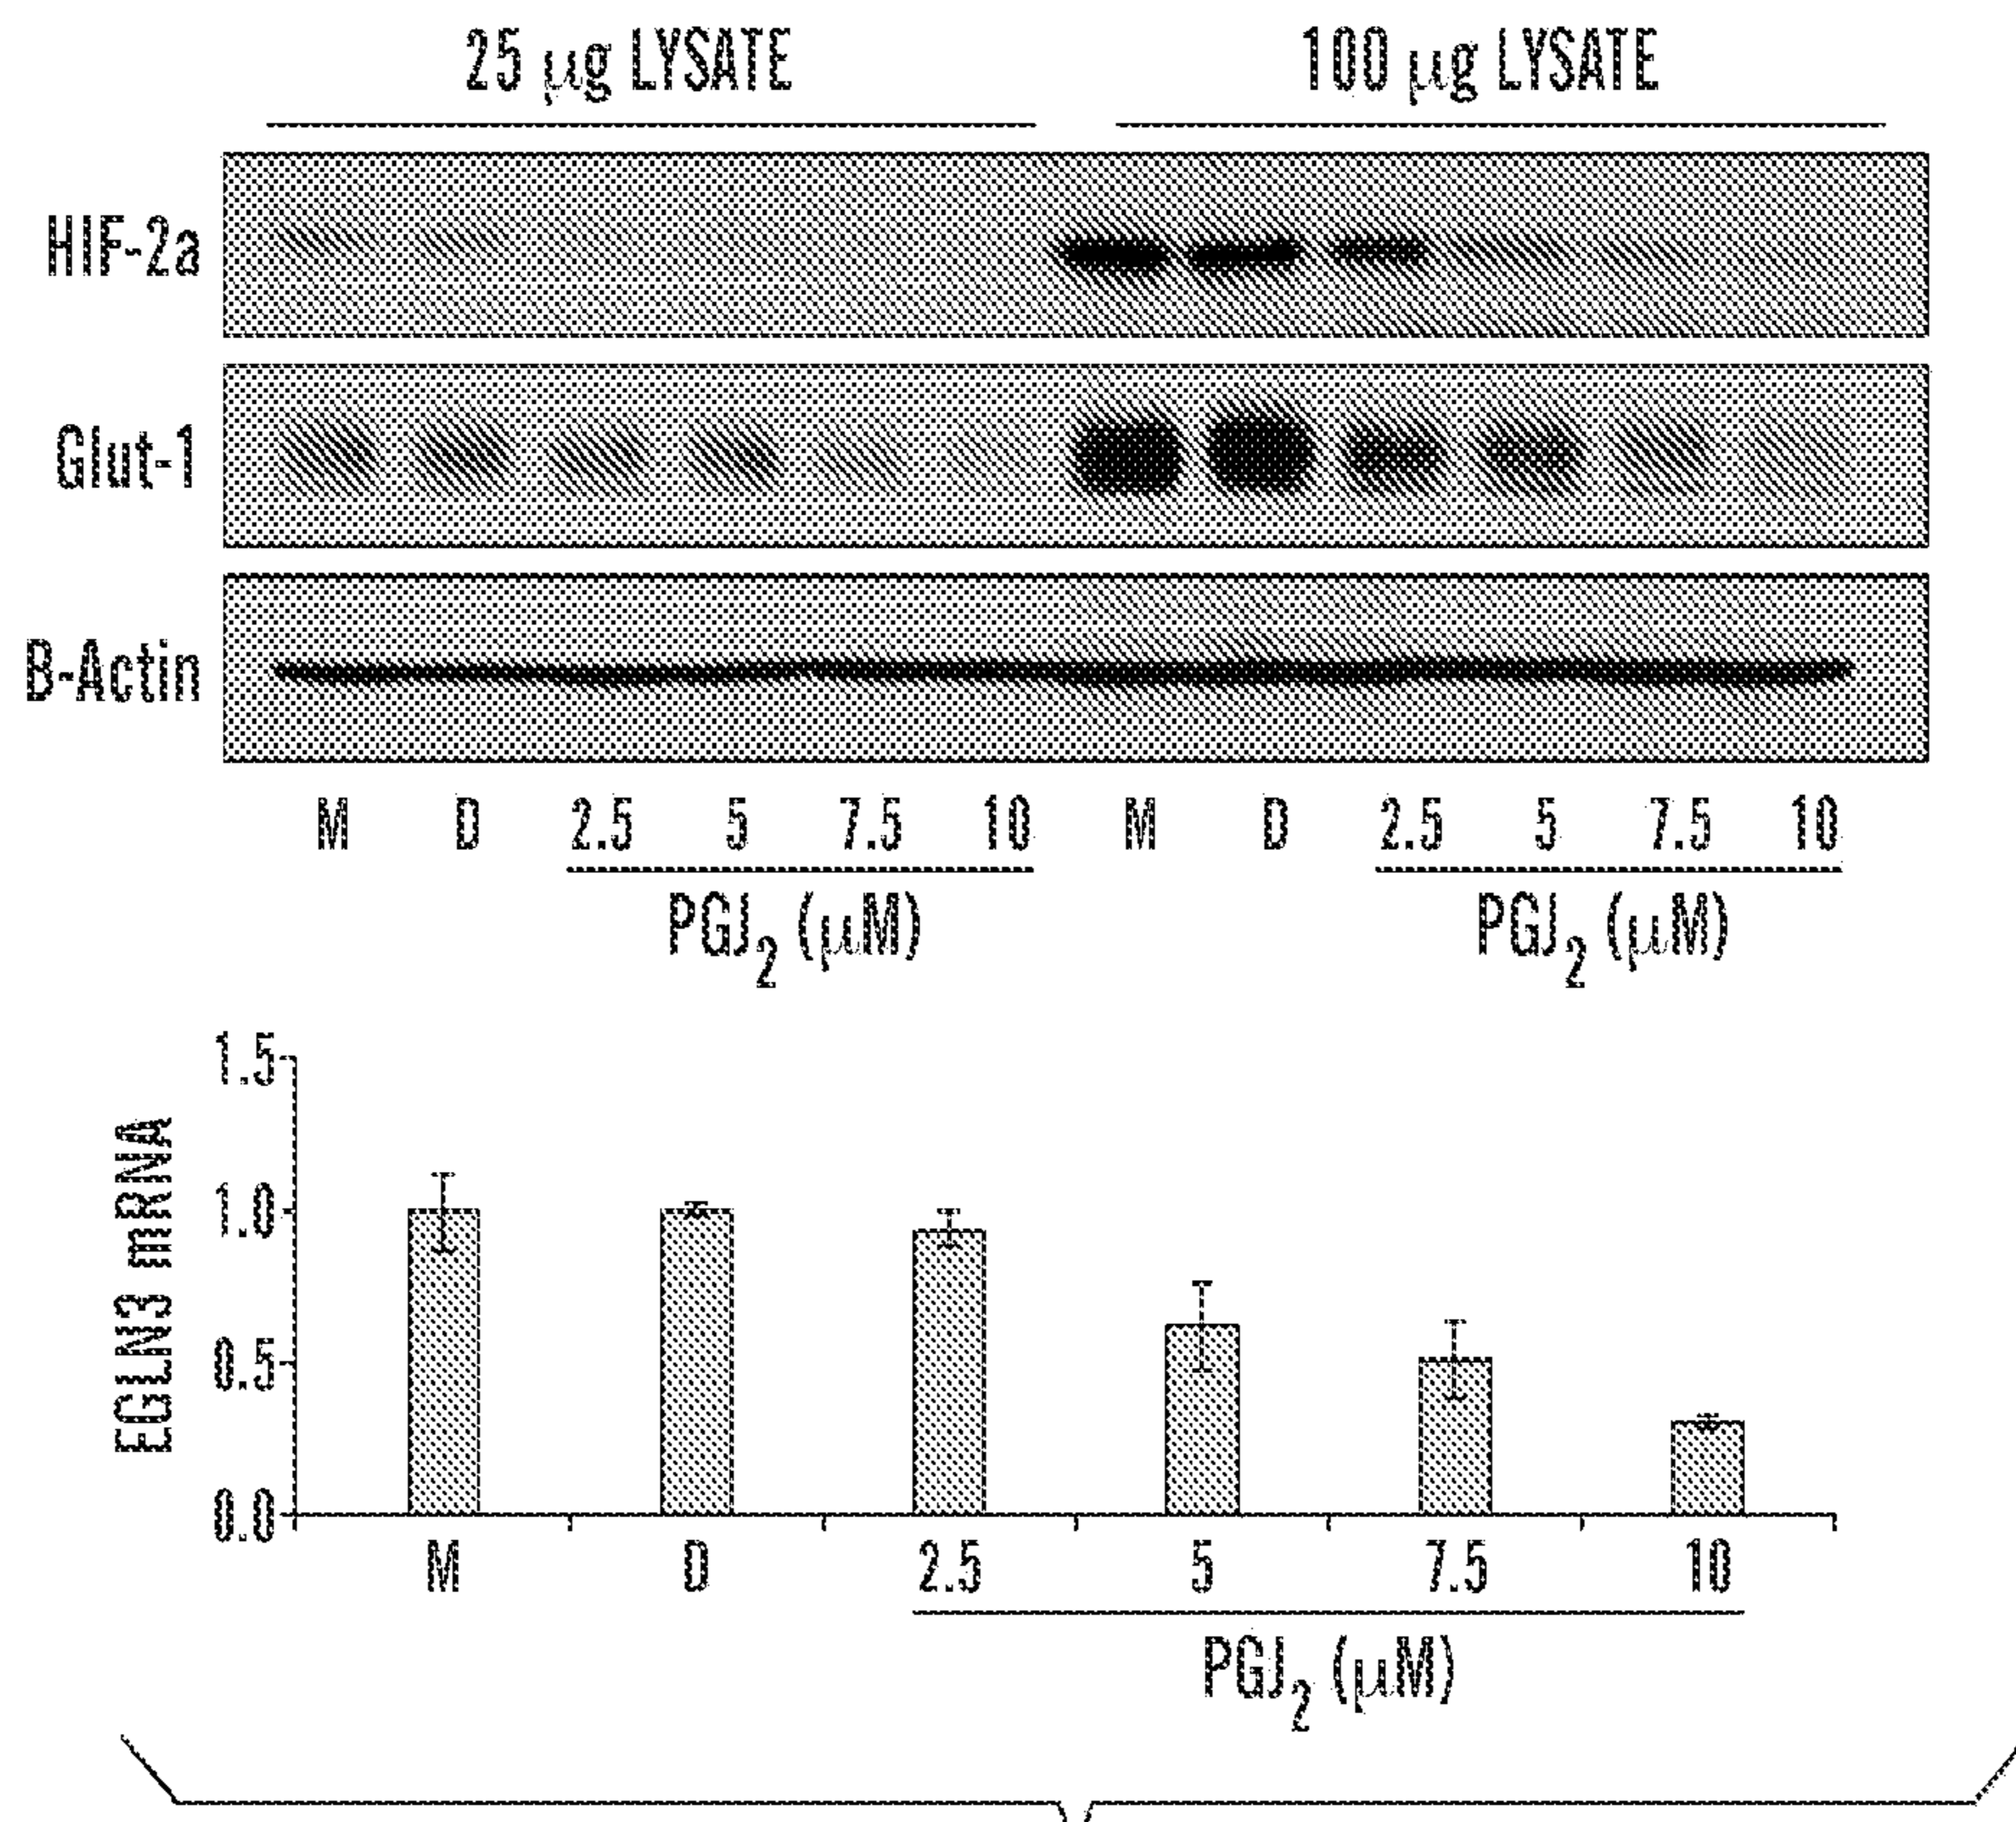 25 µg LYSATE 100 µg LYSATE
HIF-2a
Glut-1
B-Actin
M D 2.5 5 7.5 10 M D 2.5 5 7.5 10
PGJ2 (µM) PGJ2 (µM)
EGLN3 mRNA
1.5
1.0
0.5
0.0
M D 2.5 5 7.5 10
PGJ2 (µM)